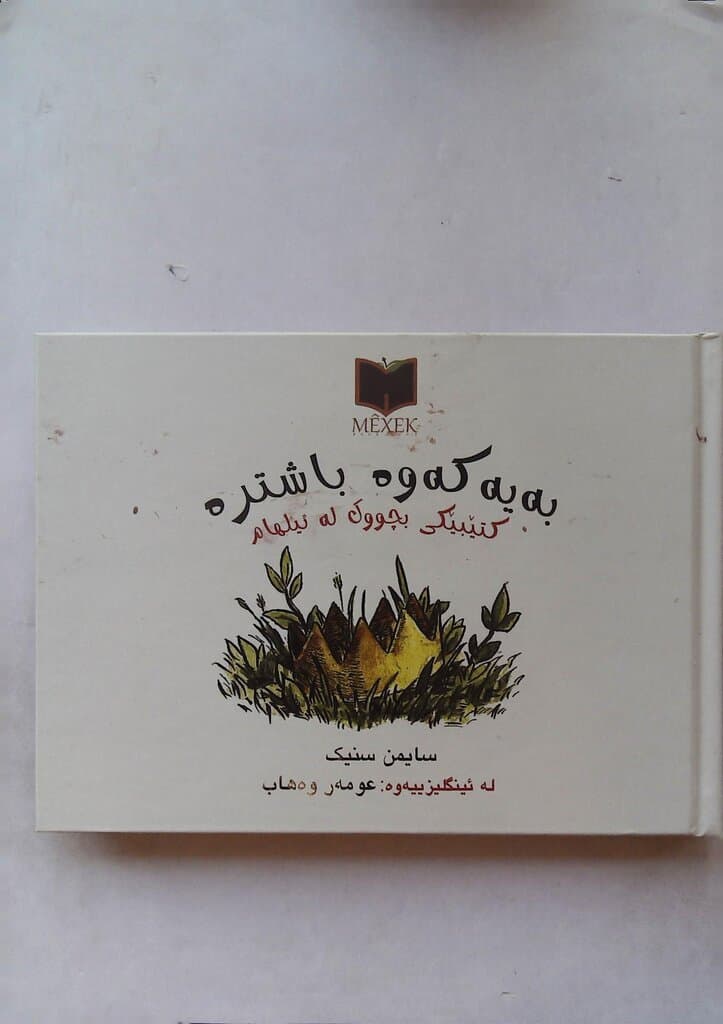 MÊXEK
بەیەکەوە باشترە
کتێبێکی بچووک لە ئیلهام
سایمن سنیک
لە ئینگلیزییەوە: عومەر وەهاب